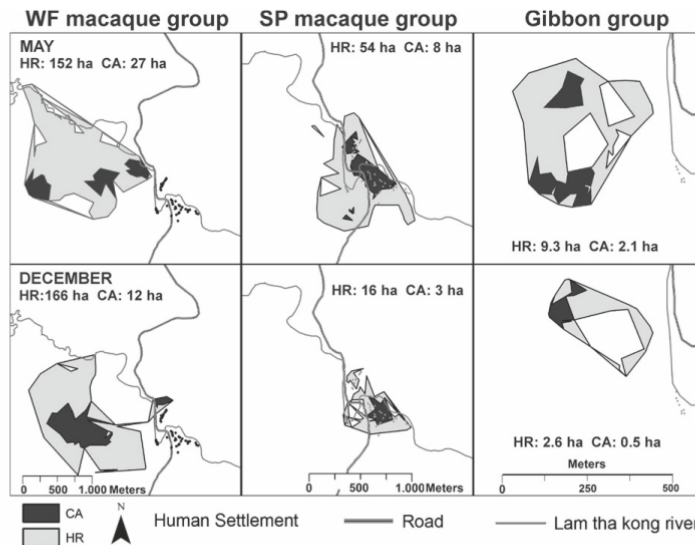 WF macaque group
SP macaque group
Gibbon group
MAY
HR: 152 ha CA: 27 ha
HR: 54 ha CA: 8 ha
HR: 9.3 ha CA: 2.1 ha
DECEMBER
HR:166 ha CA: 12 ha
HR: 16 ha CA: 3 ha
HR: 2.6 ha CA: 0.5 ha
0 500 1.000 Meters
0 500 1.000Meters
Meters
0 250 500
CA
HR
N
Human Settlement
Road
Lam tha kong river